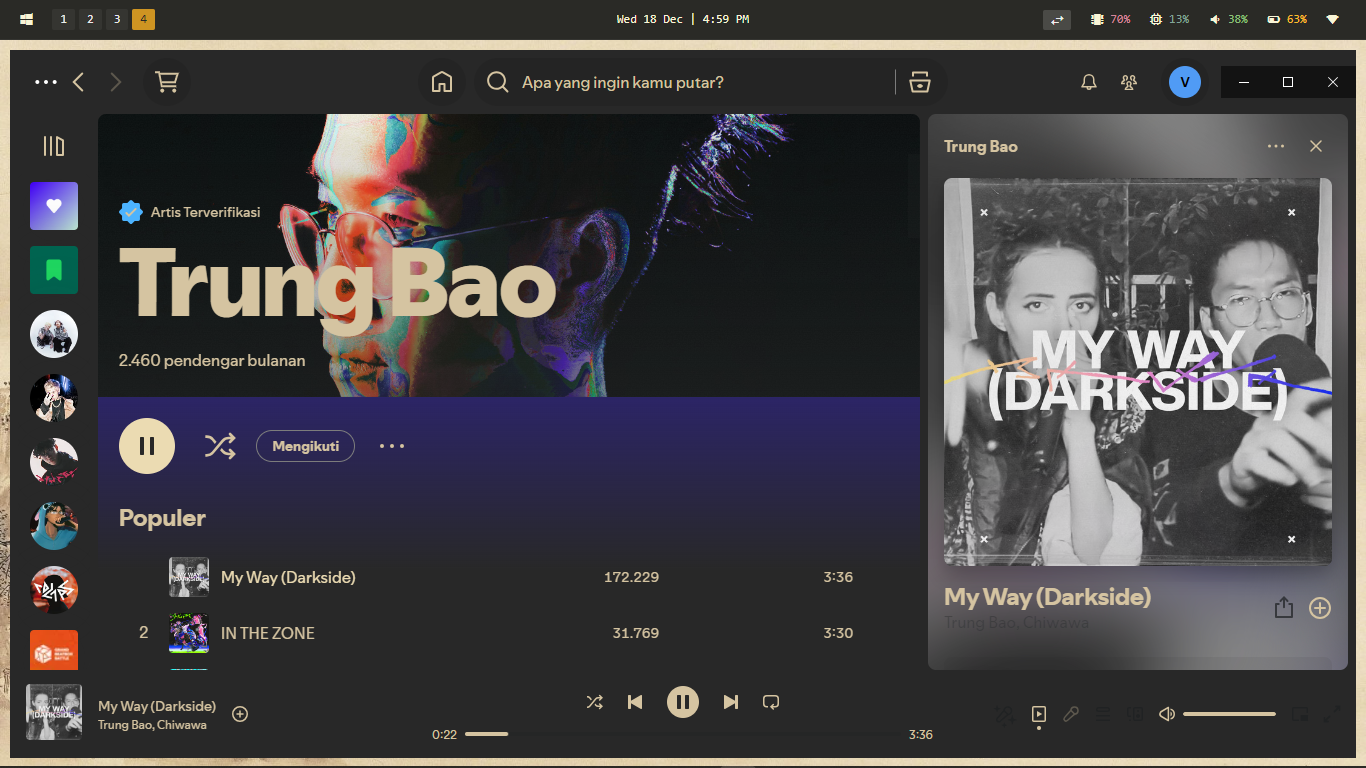 1 2 3 4
Wed 18 Dec | 4:59 PM
70% 13% 38% 63%
Apa yang ingin kamu putar?
V
Artis Terverifikasi
Trung Bao
2.460 pendengar bulanan
Mengikuti
Populer
My Way (Darkside) 172.229 3:36
2 IN THE ZONE 31.769 3:30
Trung Bao
MY WAY
(DARKSIDE)
My Way (Darkside)
Trung Bao, Chiwawa
MY WAY
(DARKSIDE)
My Way (Darkside)
Trung Bao, Chiwawa
0:22 3:36